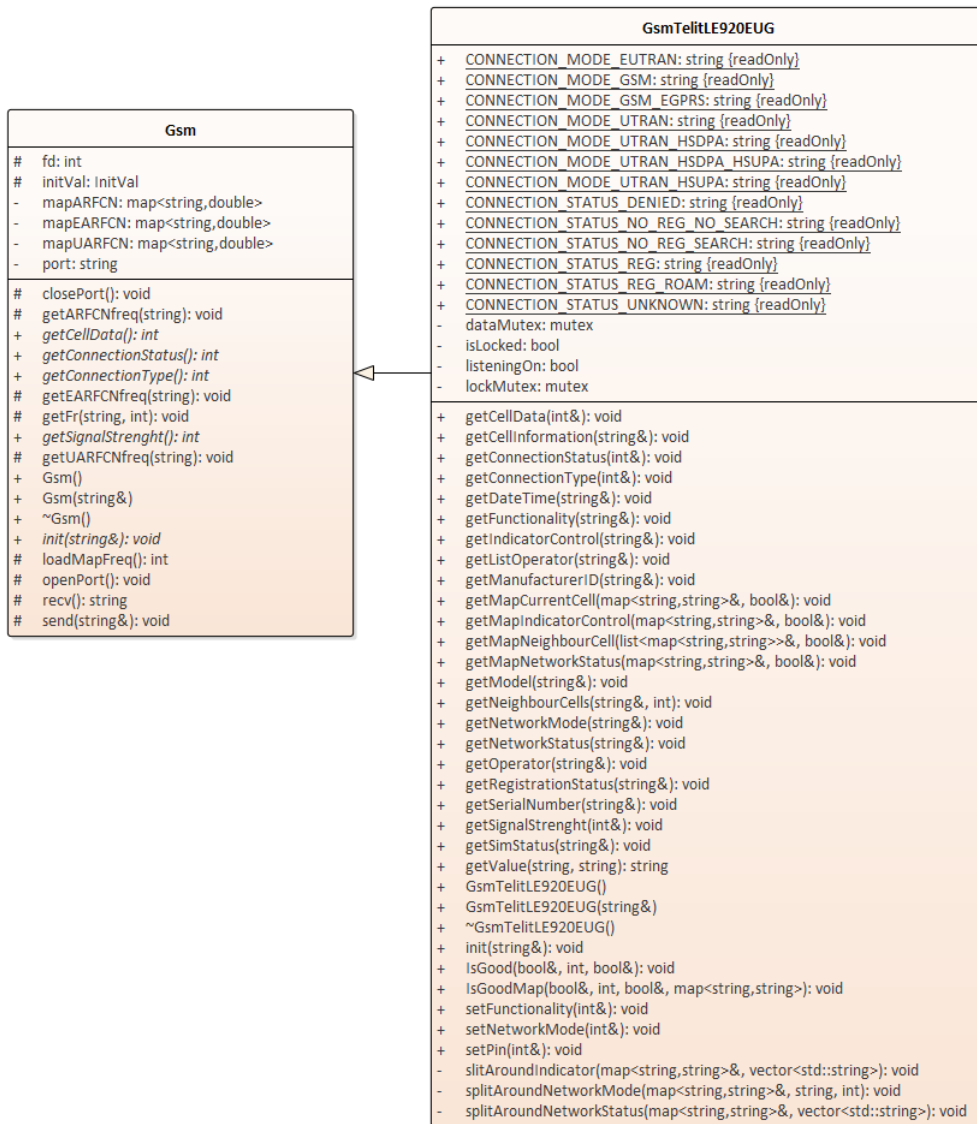 Gsm
# fd: int
# initVal: InitVal
- mapARFCN: map<string,double>
- mapEARFCN: map<string,double>
- mapUARFCN: map<string,double>
- port: string
# closePort(): void
# getARFCNfreq(string): void
+ getCellData(): int
+ getConnectionStatus(): int
+ getConnectionType(): int
# getEARFCNfreq(string): void
# getFr(string, int): void
+ getSignalStrenght(): int
# getUARFCNfreq(string): void
+ Gsm()
+ Gsm(string&)
+ ~Gsm()
+ init(string&): void
# loadMapFreq(): int
# openPort(): void
# recv(): string
# send(string&): void
GsmTelitLE920EUG
+ CONNECTION_MODE_EUTRAN: string {readOnly}
+ CONNECTION_MODE_GSM: string {readOnly}
+ CONNECTION_MODE_GSM_EGPRS: string {readOnly}
+ CONNECTION_MODE_UTRAN: string {readOnly}
+ CONNECTION_MODE_UTRAN_HSDPA: string {readOnly}
+ CONNECTION_MODE_UTRAN_HSDPA_HSUPA: string {readOnly}
+ CONNECTION_MODE_UTRAN_HSUPA: string {readOnly}
+ CONNECTION_STATUS_DENIED: string {readOnly}
+ CONNECTION_STATUS_NO_REG_NO_SEARCH: string {readOnly}
+ CONNECTION_STATUS_NO_REG_SEARCH: string {readOnly}
+ CONNECTION_STATUS_REG: string {readOnly}
+ CONNECTION_STATUS_REG_ROAM: string {readOnly}
+ CONNECTION_STATUS_UNKNOWN: string {readOnly}
- dataMutex: mutex
- isLocked: bool
- listeningOn: bool
- lockMutex: mutex
+ getCellData(int&): void
+ getCellInformation(string&): void
+ getConnectionStatus(int&): void
+ getConnectionType(int&): void
+ getDateTime(string&): void
+ getFunctionality(string&): void
+ getIndicatorControl(string&): void
+ getListOperator(string&): void
+ getManufacturerID(string&): void
+ getMapCurrentCell(map<string,string>&, bool&): void
+ getMapIndicatorControl(map<string,string>&, bool&): void
+ getMapNeighbourCell(list<map<string,string>>&, bool&): void
+ getMapNetworkStatus(map<string,string>&, bool&): void
+ getModel(string&): void
+ getNeighbourCells(string&, int): void
+ getNetworkMode(string&): void
+ getNetworkStatus(string&): void
+ getOperator(string&): void
+ getRegistrationStatus(string&): void
+ getSerialNumber(string&): void
+ getSignalStrenght(int&): void
+ getSimStatus(string&): void
+ getValue(string, string): string
+ GsmTelitLE920EUG()
+ GsmTelitLE920EUG(string&)
+ ~GsmTelitLE920EUG()
+ init(string&): void
+ IsGood(bool&, int, bool&): void
+ IsGoodMap(bool&, int, bool&, map<string,string>): void
+ setFunctionality(int&): void
+ setNetworkMode(int&): void
+ setPin(int&): void
- slitAroundIndicator(map<string,string>&, vector<std::string>): void
- splitAroundNetworkMode(map<string,string>&, string, int): void
- splitAroundNetworkStatus(map<string,string>&, vector<std::string>): void